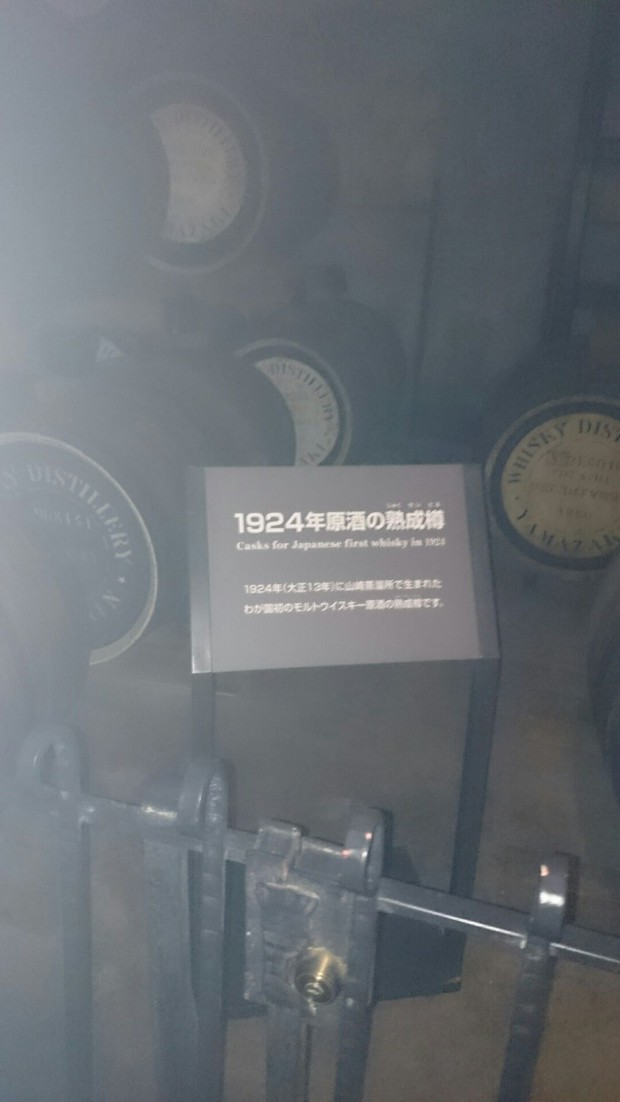 1924年原酒の熟成樽
Casks for Japanese first whisky in 1924
1924年(大正13年)に山崎蒸溜所で生まれた
わが国初のモルトウイスキー原酒の熟成樽です。
DISTILLERY
DISTILLERY
WHISKY DIST
YAMAZAK